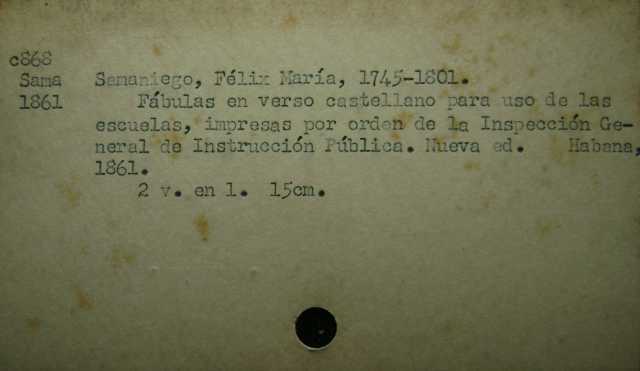 c868
Sama Samaniego, Félix María, 1745-1801.
1861 Fábulas en verso castellano para uso de las
escuelas, impresas por orden de la Inspección Ge-
neral de Instrucción Pública. Nueva ed. Habana,
1861.
2 v. en 1. 15cm.